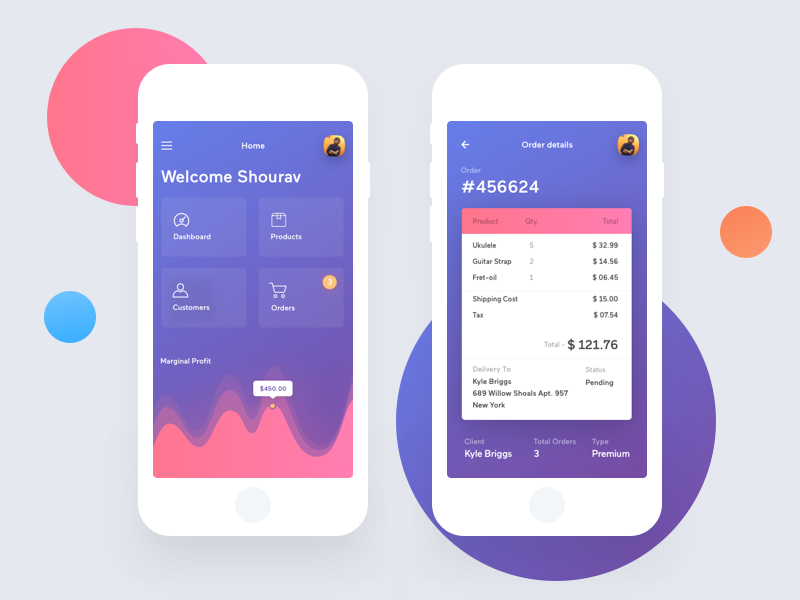 Home
Welcome Shourav
Dashboard
Products
Customers
3
Orders
Marginal Profit
$450.00
Order details
Order
#456624
Product Qty. Total
Ukulele 5 $ 32.99
Guitar Strap 2 $ 14.56
Fret-oil 1 $ 06.45
Shipping Cost $ 15.00
Tax $ 07.54
Total - $ 121.76
Delivery To Status
Kyle Briggs Pending
689 Willow Shoals Apt. 957
New York
Client Total Orders Type
Kyle Briggs 3 Premium